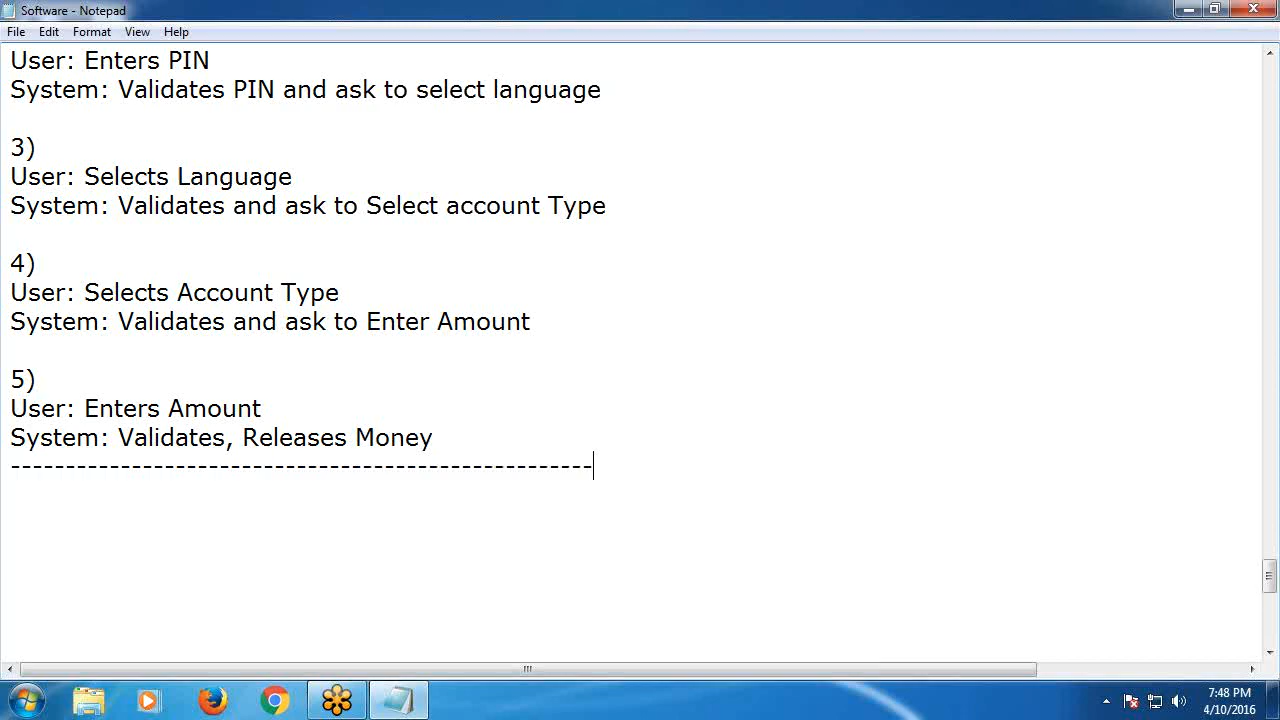 Software - Notepad
File Edit Format View Help
User: Enters PIN
System: Validates PIN and ask to select language
3)
User: Selects Language
System: Validates and ask to Select account Type
4)
User: Selects Account Type
System: Validates and ask to Enter Amount
5)
User: Enters Amount
System: Validates, Releases Money
-----------------------------------------------------
7:48 PM
4/10/2016